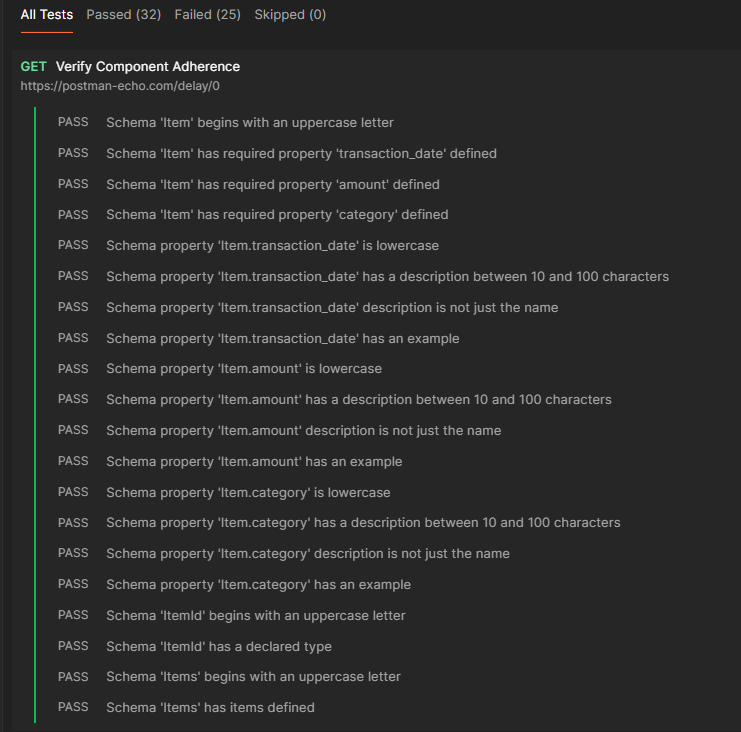 All Tests Passed (32) Failed (25) Skipped (0)
GET Verify Component Adherence
https://postman-echo.com/delay/0
PASS Schema 'Item' begins with an uppercase letter
PASS Schema 'Item' has required property 'transaction_date' defined
PASS Schema 'Item' has required property 'amount' defined
PASS Schema 'Item' has required property 'category' defined
PASS Schema property 'Item.transaction_date' is lowercase
PASS Schema property 'Item.transaction_date' has a description between 10 and 100 characters
PASS Schema property 'Item.transaction_date' description is not just the name
PASS Schema property 'Item.transaction_date' has an example
PASS Schema property 'Item.amount' is lowercase
PASS Schema property 'Item.amount' has a description between 10 and 100 characters
PASS Schema property 'Item.amount' description is not just the name
PASS Schema property 'Item.amount' has an example
PASS Schema property 'Item.category' is lowercase
PASS Schema property 'Item.category' has a description between 10 and 100 characters
PASS Schema property 'Item.category' description is not just the name
PASS Schema property 'Item.category' has an example
PASS Schema 'ItemId' begins with an uppercase letter
PASS Schema 'ItemId' has a declared type
PASS Schema 'Items' begins with an uppercase letter
PASS Schema 'Items' has items defined